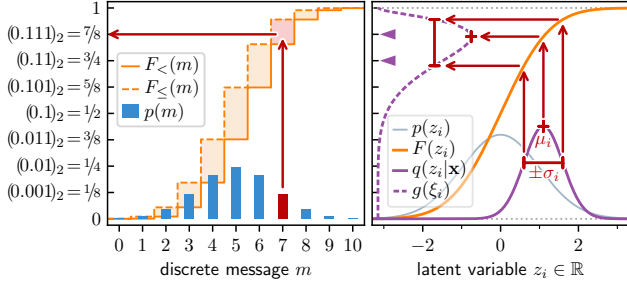 1
(0.111)₂=⁷/₈
(0.11)₂=³/₄
(0.101)₂=⁵/₈
(0.1)₂=¹/₂
(0.011)₂=³/₈
(0.01)₂=¹/₄
(0.001)₂=¹/₈
0
F<(m)
F≤(m)
p(m)
0 1 2 3 4 5 6 7 8 9 10
discrete message m
p(zᵢ)
F(zᵢ)
q(zᵢ|x)
g(ξᵢ)
μᵢ
±σᵢ
−2 0 2
latent variable zᵢ ∈ ℝ